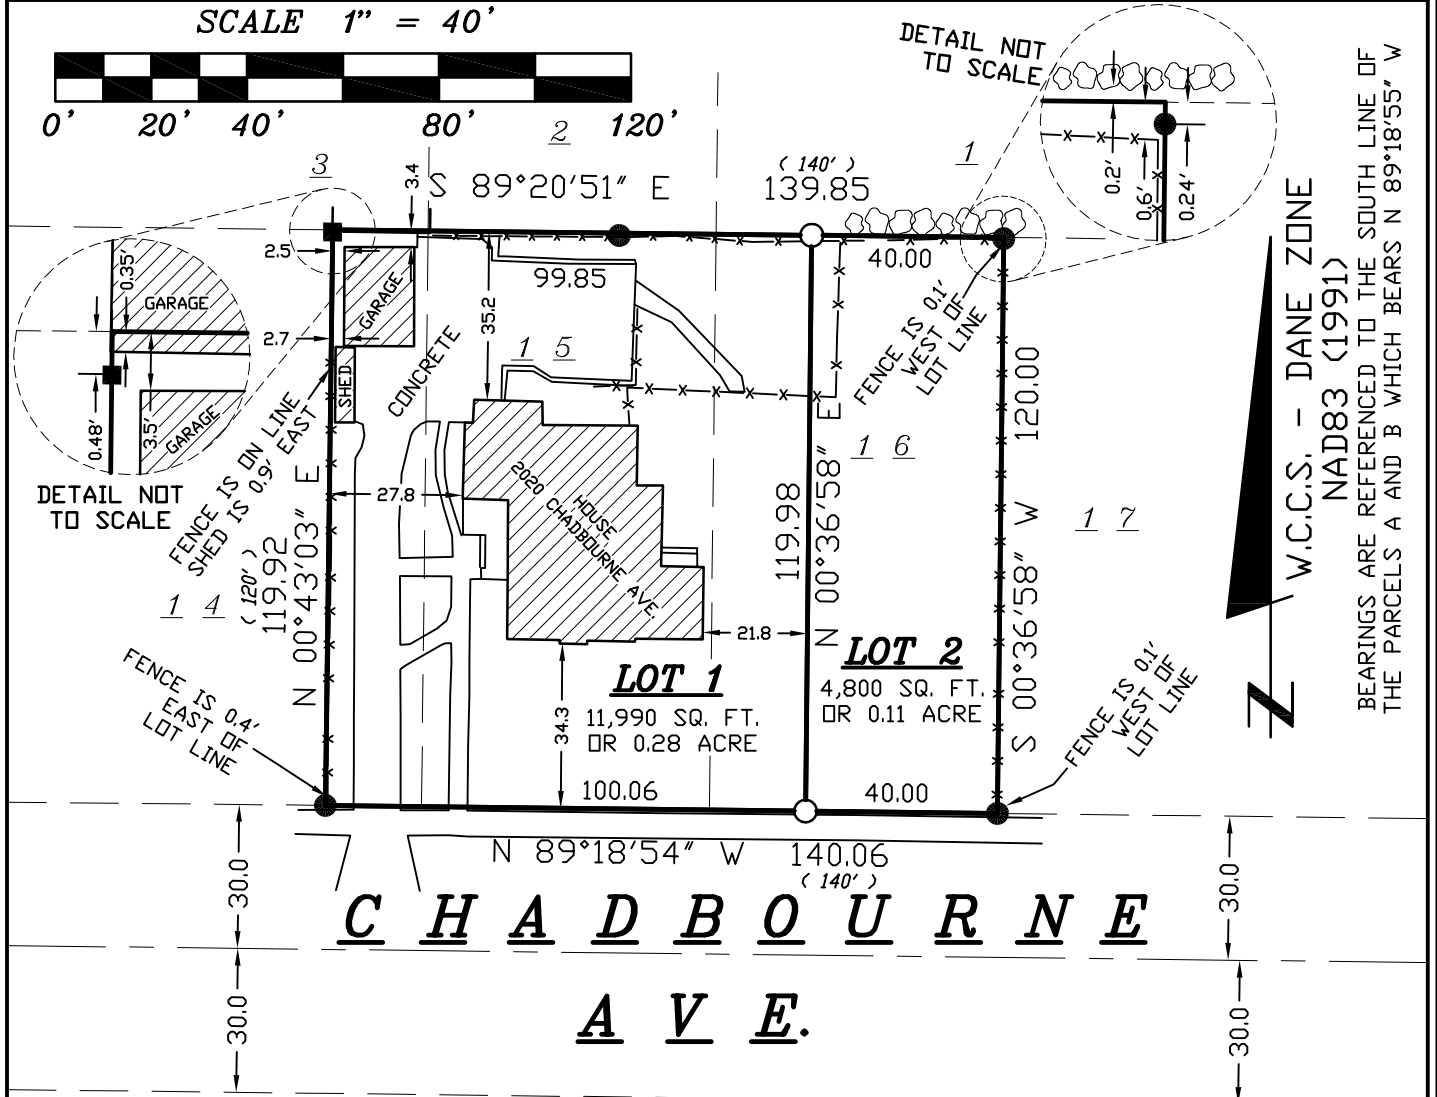 SCALE 1" = 40'
0' 20' 40' 80' 120'
DETAIL NOT
TO SCALE
0.2'
0.6'
0.24'
3
2
1
3.4
S 89°20'51" E
( 140' )
139.85
2.5
2.7
GARAGE
SHED
CONCRETE
99.85
35.2
40.00
1 5
FENCE IS 0.1'
WEST OF
LOT LINE
0.35'
GARAGE
0.48'
3.5'
GARAGE
DETAIL NOT
TO SCALE
FENCE IS ON LINE
SHED IS 0.9' EAST
27.8
HOUSE
2020 CHADBOURNE AVE.
1 6
119.98
N 00°36'58" E
120.00
S 00°36'58" W
1 7
1 4
( 120' )
119.92
N 00°43'03" E
21.8
LOT 1
11,990 SQ. FT.
OR 0.28 ACRE
LOT 2
4,800 SQ. FT.
OR 0.11 ACRE
34.3
FENCE IS 0.4'
EAST OF
LOT LINE
FENCE IS 0.1'
WEST OF
LOT LINE
100.06
40.00
N 89°18'54" W 140.06
( 140' )
30.0
30.0
CHADBOURNE
AVE.
30.0
30.0
W.C.C.S. - DANE ZONE
NAD83 (1991)
BEARINGS ARE REFERENCED TO THE SOUTH LINE OF
THE PARCELS A AND B WHICH BEARS N 89°18'55" W
N